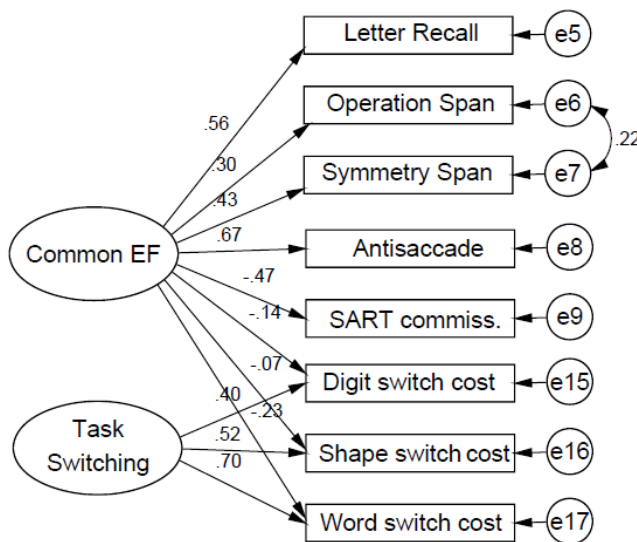 Letter Recall
e5
Operation Span
e6
.22
Symmetry Span
e7
.56
.30
.43
.67
Common EF
Antisaccade
e8
-.47
-.14
SART commiss.
e9
-.07
Digit switch cost
e15
.40
-.23
Task
Switching
.52
.70
Shape switch cost
e16
Word switch cost
e17